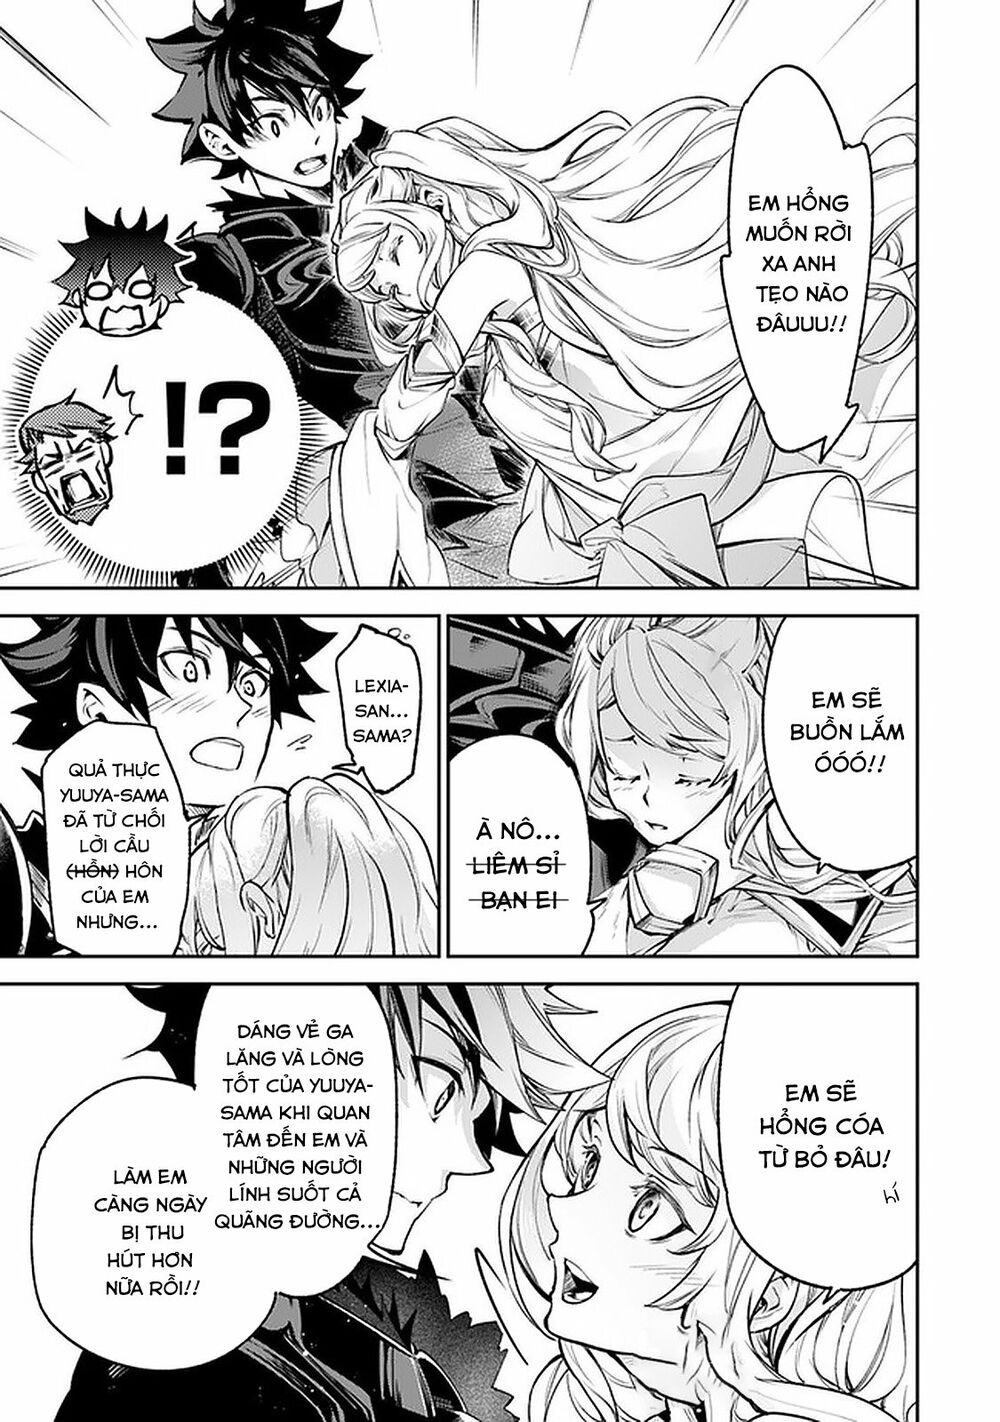 EM HỔNG
MUỐN RỜI
XA ANH
TẸO NÀO
ĐÂUUU!!
!?
EM SẼ
BUỒN LẮM
ÓÓÓ!!
À NÔ...
LIÊM SỈ
BẠN EI
LEXIA-
SAN...
SAMA?
QUẢ THỰC
YUUYA-SAMA
ĐÃ TỪ CHỐI
LỜI CẦU
(HỒN) HÔN
CỦA EM
NHƯNG...
EM SẼ
HỔNG CÓA
TỪ BỎ ĐÂU!
hí
DÁNG VẺ GA
LĂNG VÀ LÒNG
TỐT CỦA YUUYA-
SAMA KHI QUAN
TÂM ĐẾN EM VÀ
NHỮNG NGƯỜI
LÍNH SUỐT CẢ
QUÃNG ĐƯỜNG...
LÀM EM
CÀNG NGÀY
BỊ THU
HÚT HƠN
NỮA RỒI!!